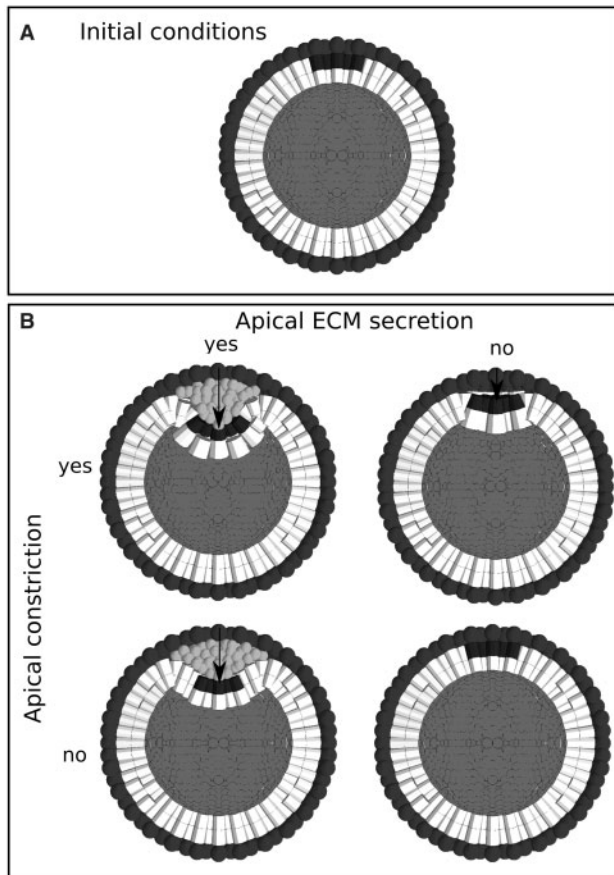 A Initial conditions
B Apical ECM secretion
yes no
yes
Apical constriction
no